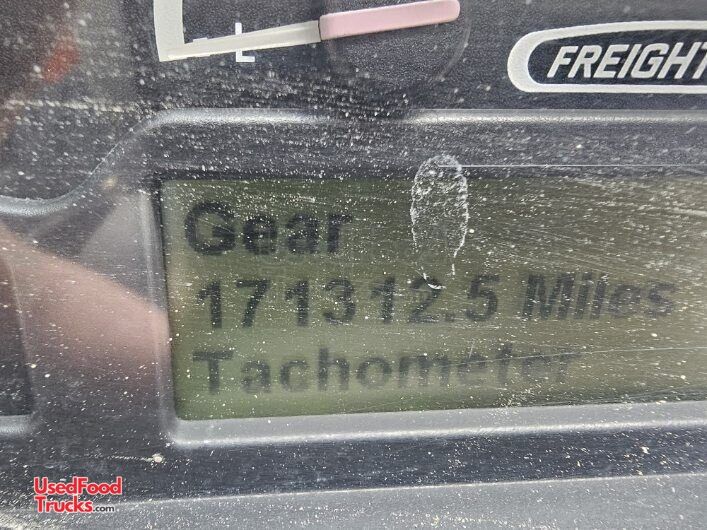 L
FREIGHT
Gear
171312.5 Miles
Tachometer
UsedFood
Trucks.com